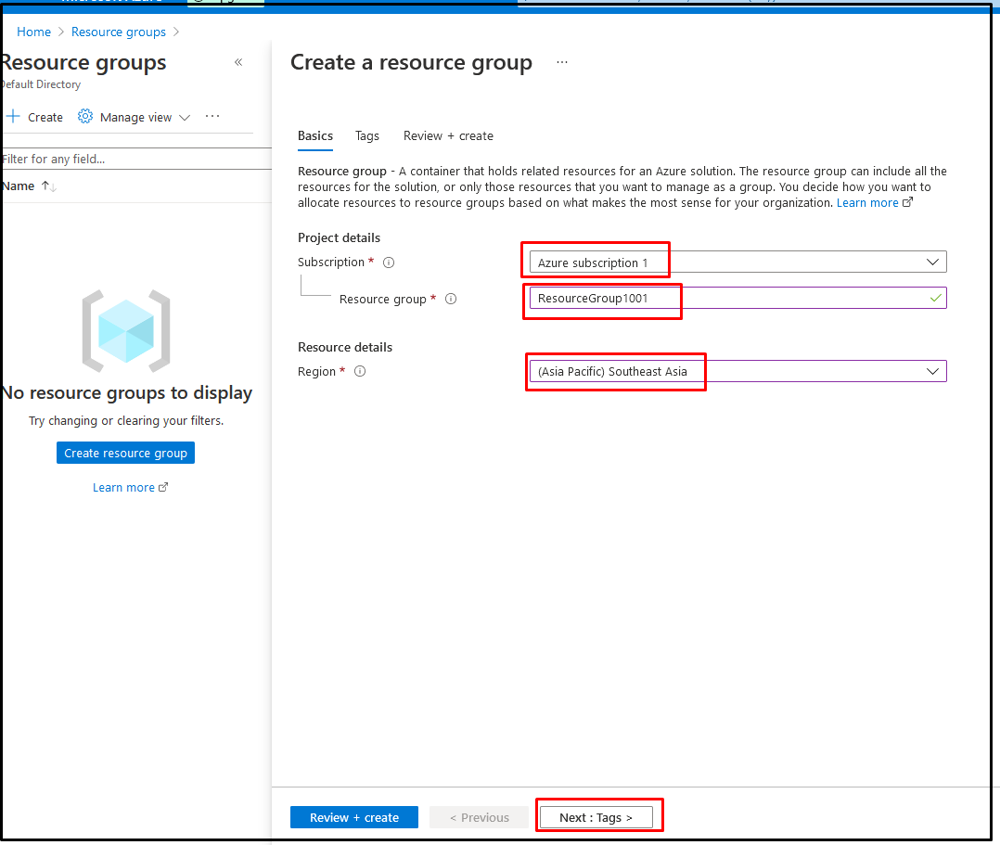 Home > Resource groups >
Resource groups «
Default Directory
+ Create Manage view ···
Filter for any field...
Name ↑↓
No resource groups to display
Try changing or clearing your filters.
Create resource group
Learn more
Create a resource group ···
Basics Tags Review + create
Resource group - A container that holds related resources for an Azure solution. The resource group can include all the
resources for the solution, or only those resources that you want to manage as a group. You decide how you want to
allocate resources to resource groups based on what makes the most sense for your organization. Learn more
Project details
Subscription * Azure subscription 1
Resource group * ResourceGroup1001
Resource details
Region * (Asia Pacific) Southeast Asia
Review + create < Previous Next : Tags >